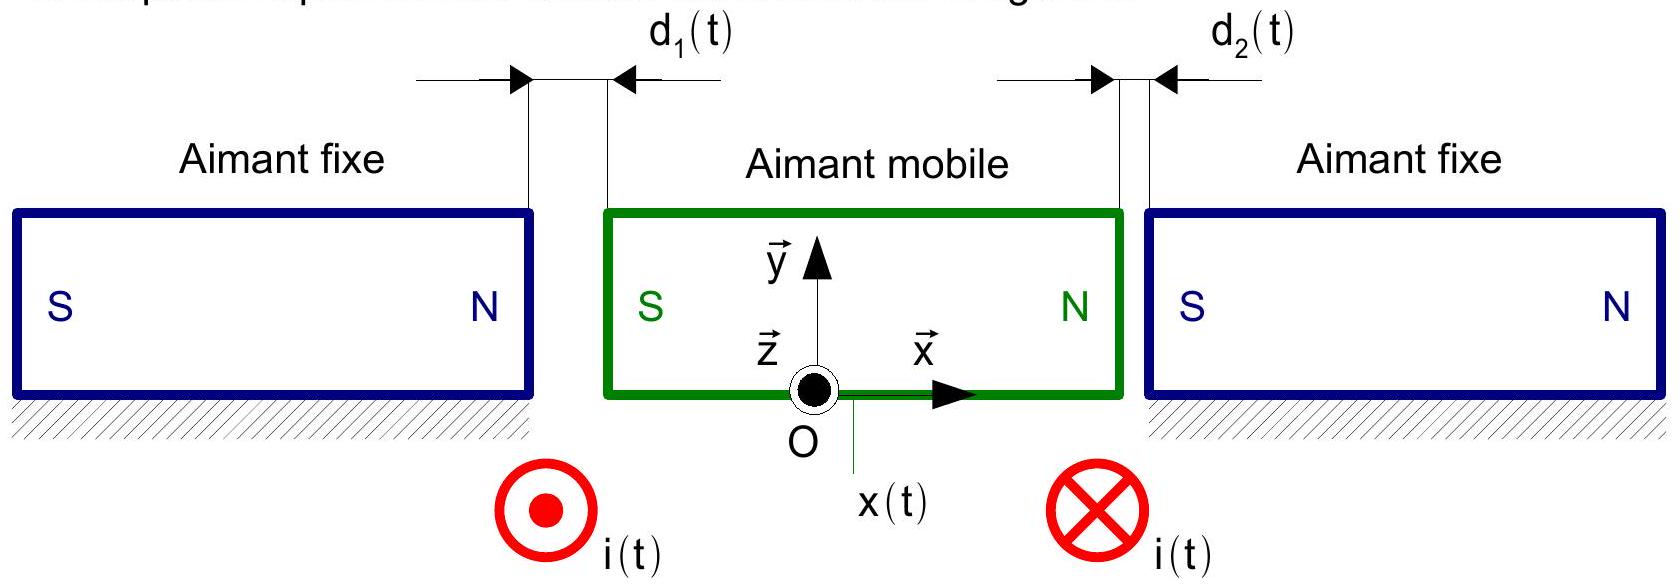 d₁(t) d₂(t)
Aimant fixe Aimant mobile Aimant fixe
S N S N S N
y⃗
z⃗ x⃗
O
x(t)
i(t) i(t)